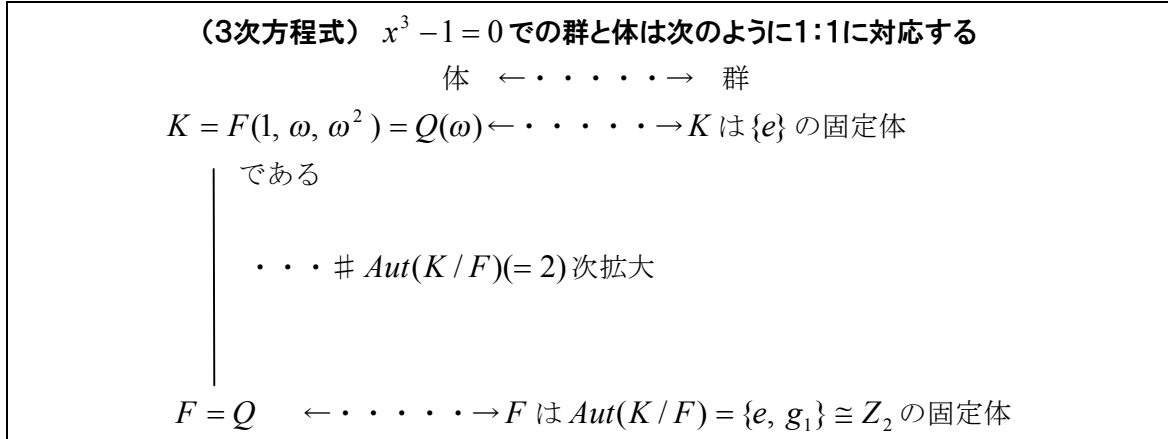 （3次方程式） x³ −1 = 0 での群と体は次のように1：1に対応する
体 ←・・・・・→ 群
K = F(1, ω, ω²) = Q(ω)←・・・・・→K は{e} の固定体
である
・・・♯ Aut(K / F)(= 2) 次拡大
F = Q ←・・・・・→F は Aut(K / F) = {e, g₁} ≅ Z₂ の固定体